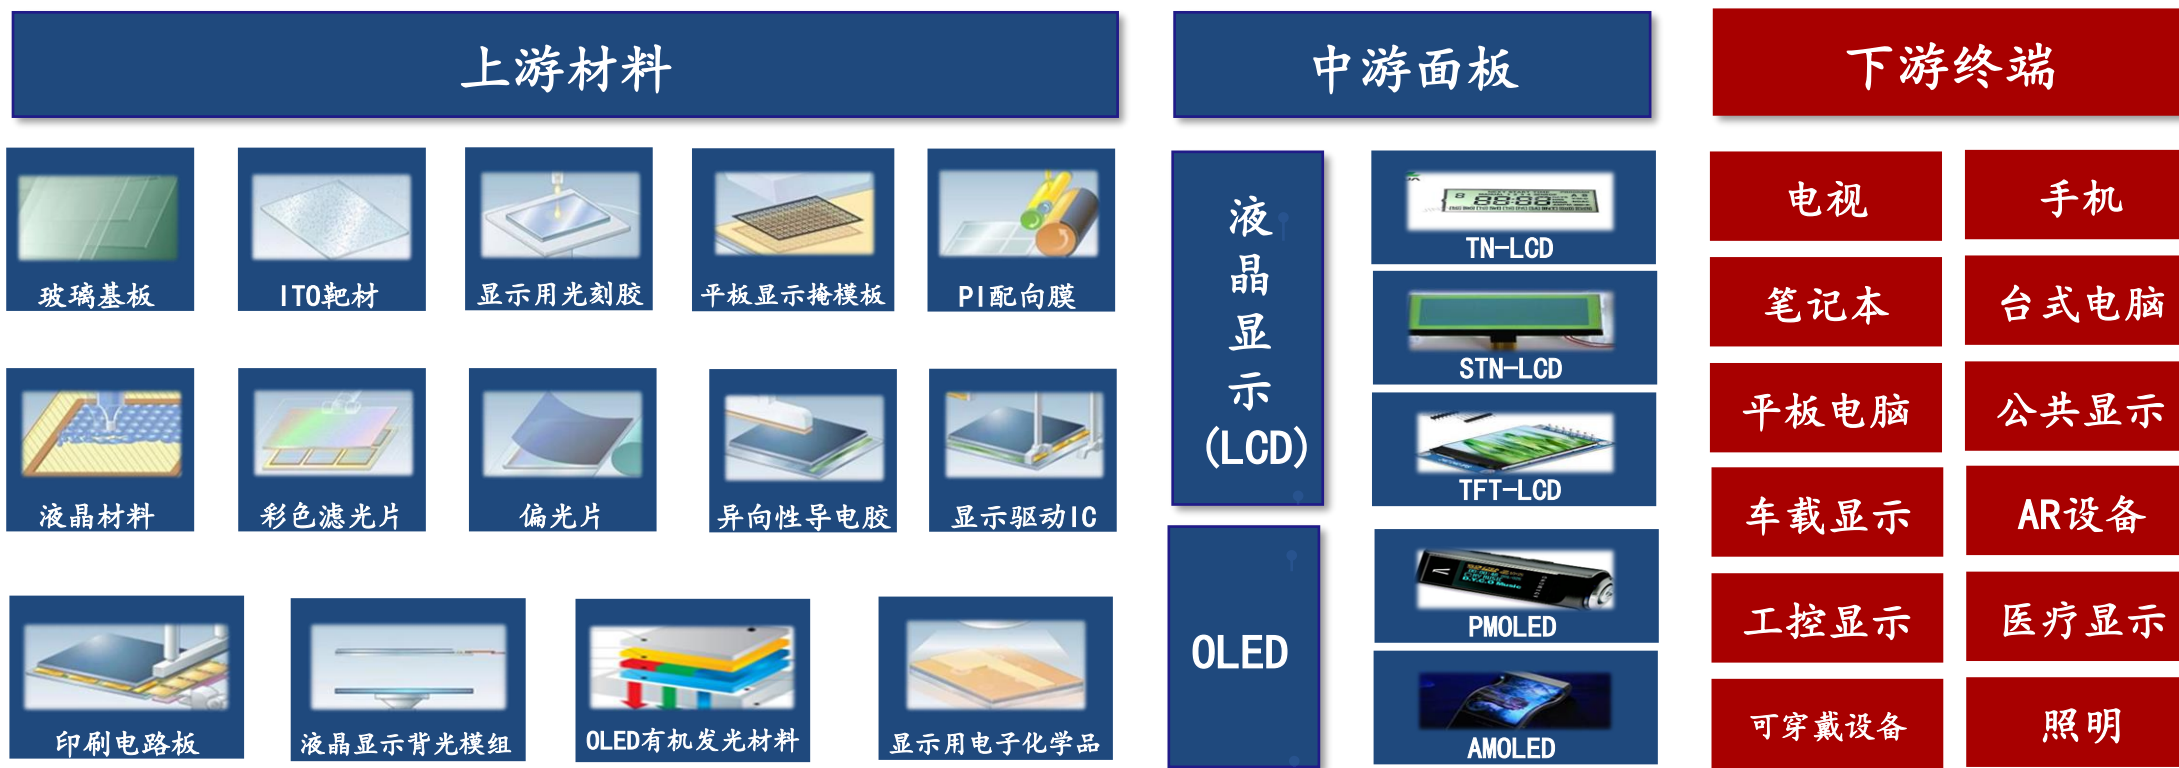 上游材料
中游面板
下游终端
玻璃基板
ITO靶材
显示用光刻胶
平板显示掩模板
PI配向膜
液晶材料
彩色滤光片
偏光片
异向性导电胶
显示驱动IC
印刷电路板
液晶显示背光模组
OLED有机发光材料
显示用电子化学品
液
晶
显
示
(LCD)
TN-LCD
STN-LCD
TFT-LCD
OLED
PMOLED
AMOLED
电视
手机
笔记本
台式电脑
平板电脑
公共显示
车载显示
AR设备
工控显示
医疗显示
可穿戴设备
照明